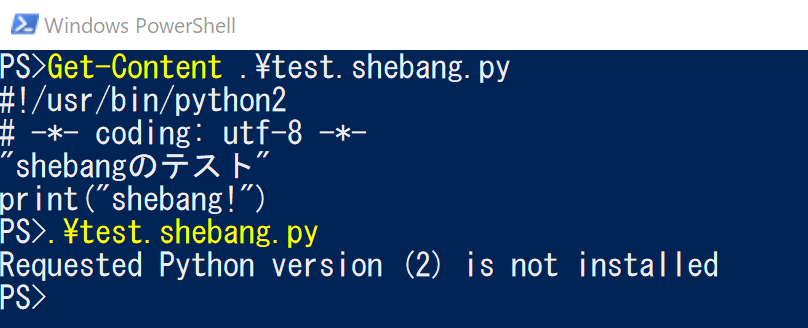 Windows PowerShell
PS>Get-Content .¥test.shebang.py
#!/usr/bin/python2
# -*- coding: utf-8 -*-
"shebangのテスト"
print("shebang!")
PS>.¥test.shebang.py
Requested Python version (2) is not installed
PS>